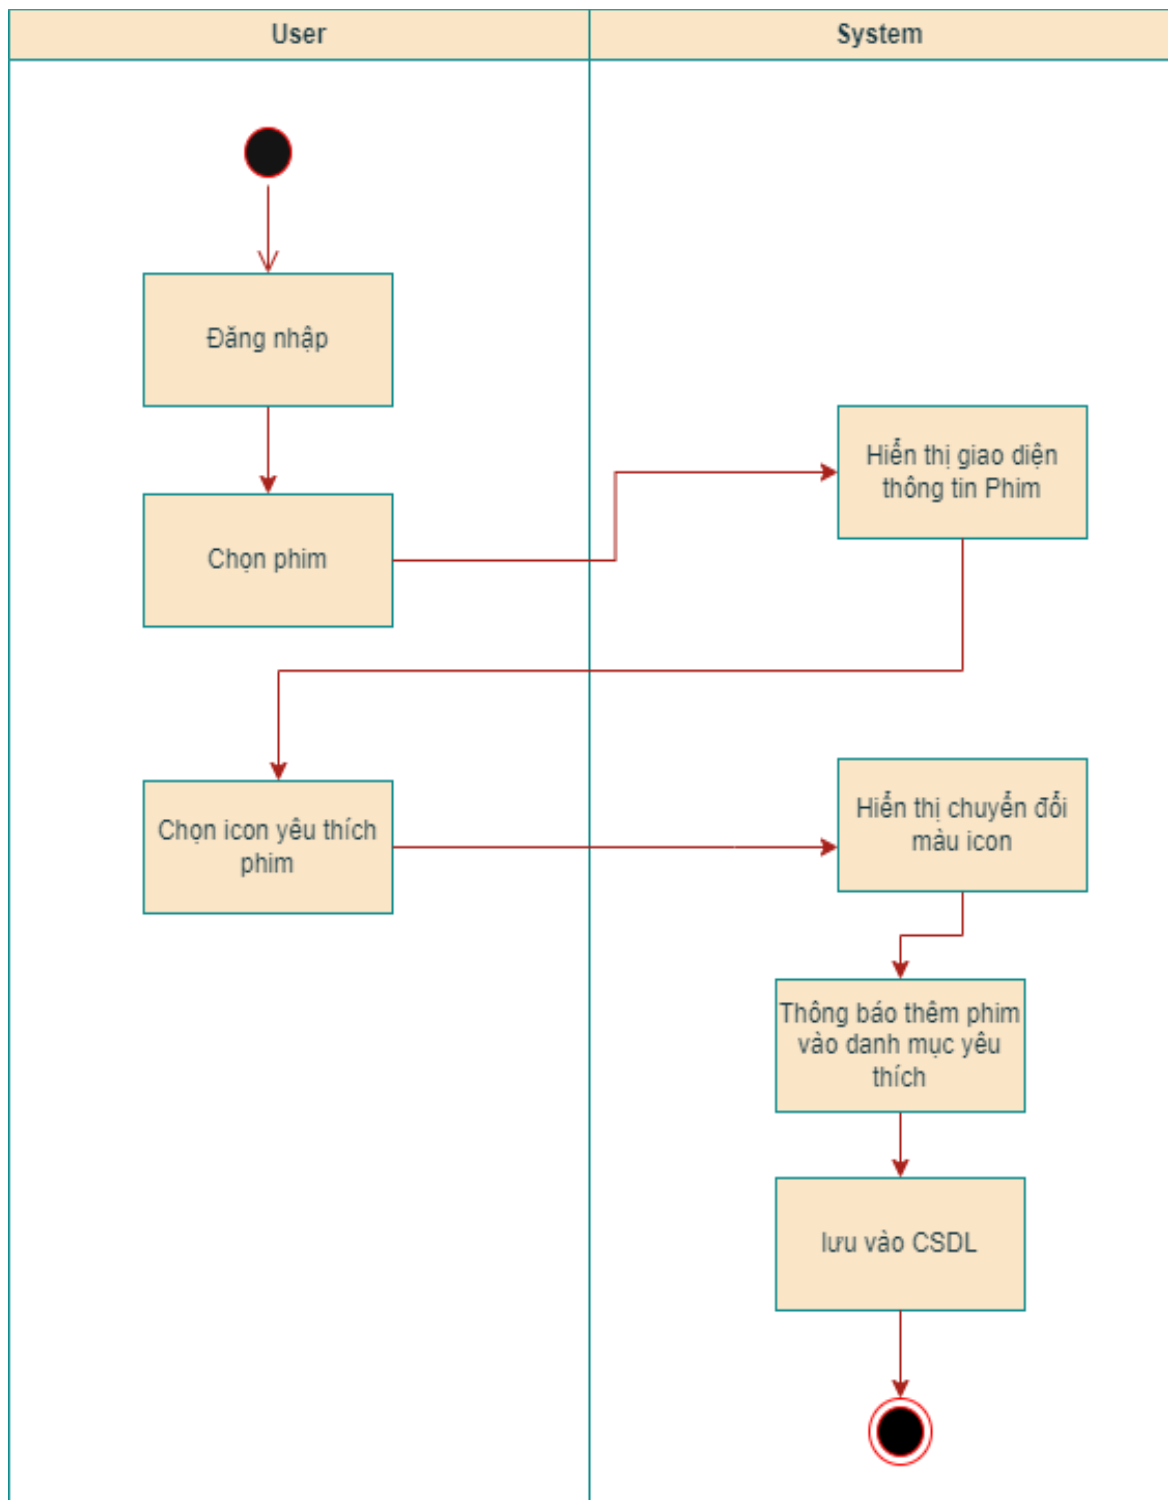 User
System
Đăng nhập
Hiển thị giao diện
thông tin Phim
Chọn phim
Chọn icon yêu thích
phim
Hiển thị chuyển đổi
màu icon
Thông báo thêm phim
vào danh mục yêu
thích
lưu vào CSDL